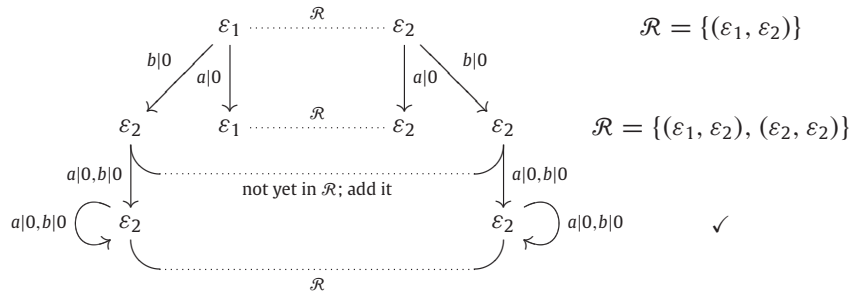 ε₁ ℛ ε₂ ℛ = {(ε₁, ε₂)}
b|0 a|0 a|0 b|0
ε₂ ε₁ ℛ ε₂ ε₂ ℛ = {(ε₁, ε₂), (ε₂, ε₂)}
a|0,b|0 a|0,b|0
not yet in ℛ; add it
a|0,b|0 ε₂ ε₂ a|0,b|0 ✓
ℛ